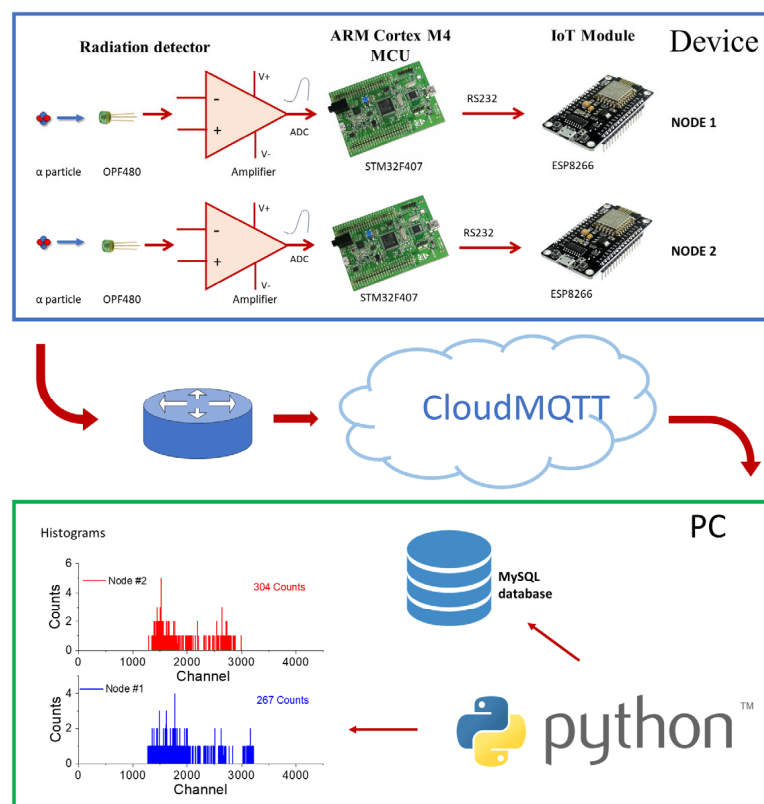 Radiation detector
ARM Cortex M4
MCU
IoT Module
Device
V+
-
+
V-
ADC
RS232
NODE 1
α particle
OPF480
Amplifier
STM32F407
ESP8266
V+
-
+
V-
ADC
RS232
NODE 2
α particle
OPF480
Amplifier
STM32F407
ESP8266
CloudMQTT
PC
Histograms
MySQL
database
Node #2
304 Counts
Counts
6
4
2
0
0 1000 2000 3000 4000
Channel
Node #1
267 Counts
Counts
4
2
0
0 1000 2000 3000 4000
Channel
python™